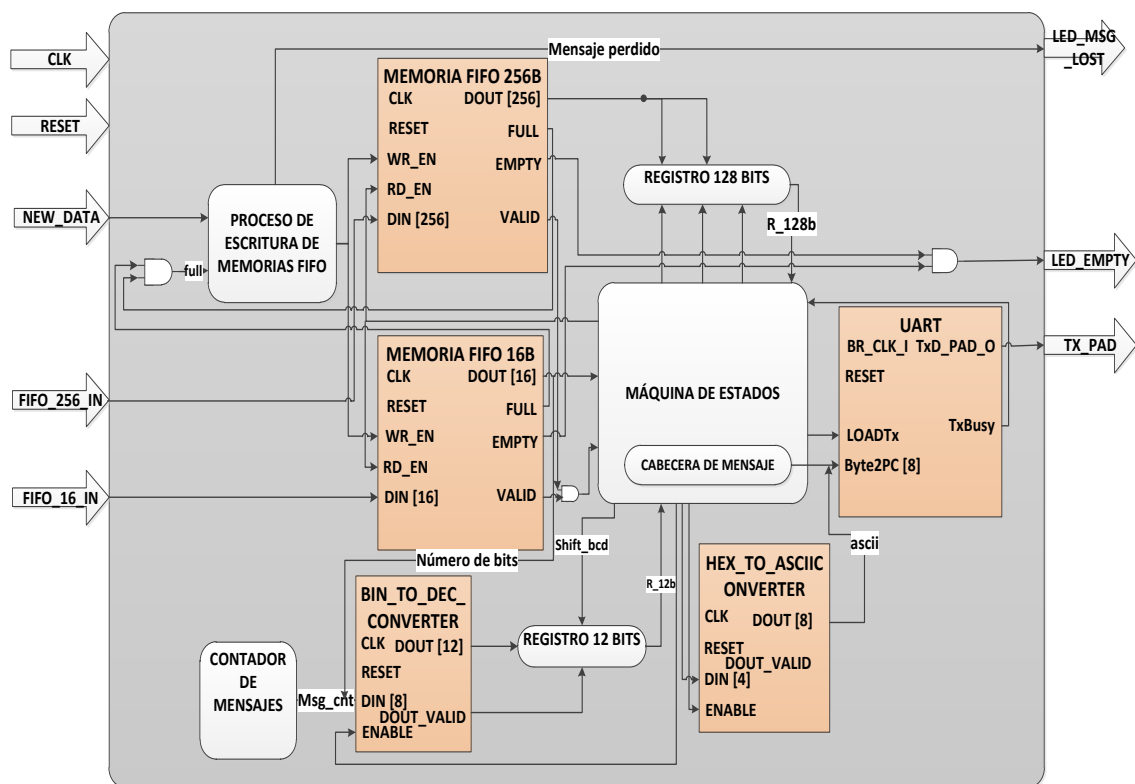 CLK
RESET
NEW_DATA
FIFO_256_IN
FIFO_16_IN
Mensaje perdido
LED_MSG
_LOST
LED_EMPTY
TX_PAD
PROCESO DE
ESCRITURA DE
MEMORIAS FIFO
full
MEMORIA FIFO 256B
CLK DOUT [256]
RESET FULL
WR_EN EMPTY
RD_EN
DIN [256] VALID
REGISTRO 128 BITS
R_128b
MEMORIA FIFO 16B
CLK DOUT [16]
RESET FULL
WR_EN EMPTY
RD_EN
DIN [16] VALID
MÁQUINA DE ESTADOS
CABECERA DE MENSAJE
UART
BR_CLK_I TxD_PAD_O
RESET
TxBusy
LOADTx
Byte2PC [8]
ascii
Número de bits
Shift_bcd
R_12b
BIN_TO_DEC_
CONVERTER
CLK DOUT [12]
RESET
DIN [8]
DOUT_VALID
ENABLE
CONTADOR
DE
MENSAJES
Msg_cnt
REGISTRO 12 BITS
HEX_TO_ASCIIC
ONVERTER
CLK DOUT [8]
RESET
DOUT_VALID
DIN [4]
ENABLE